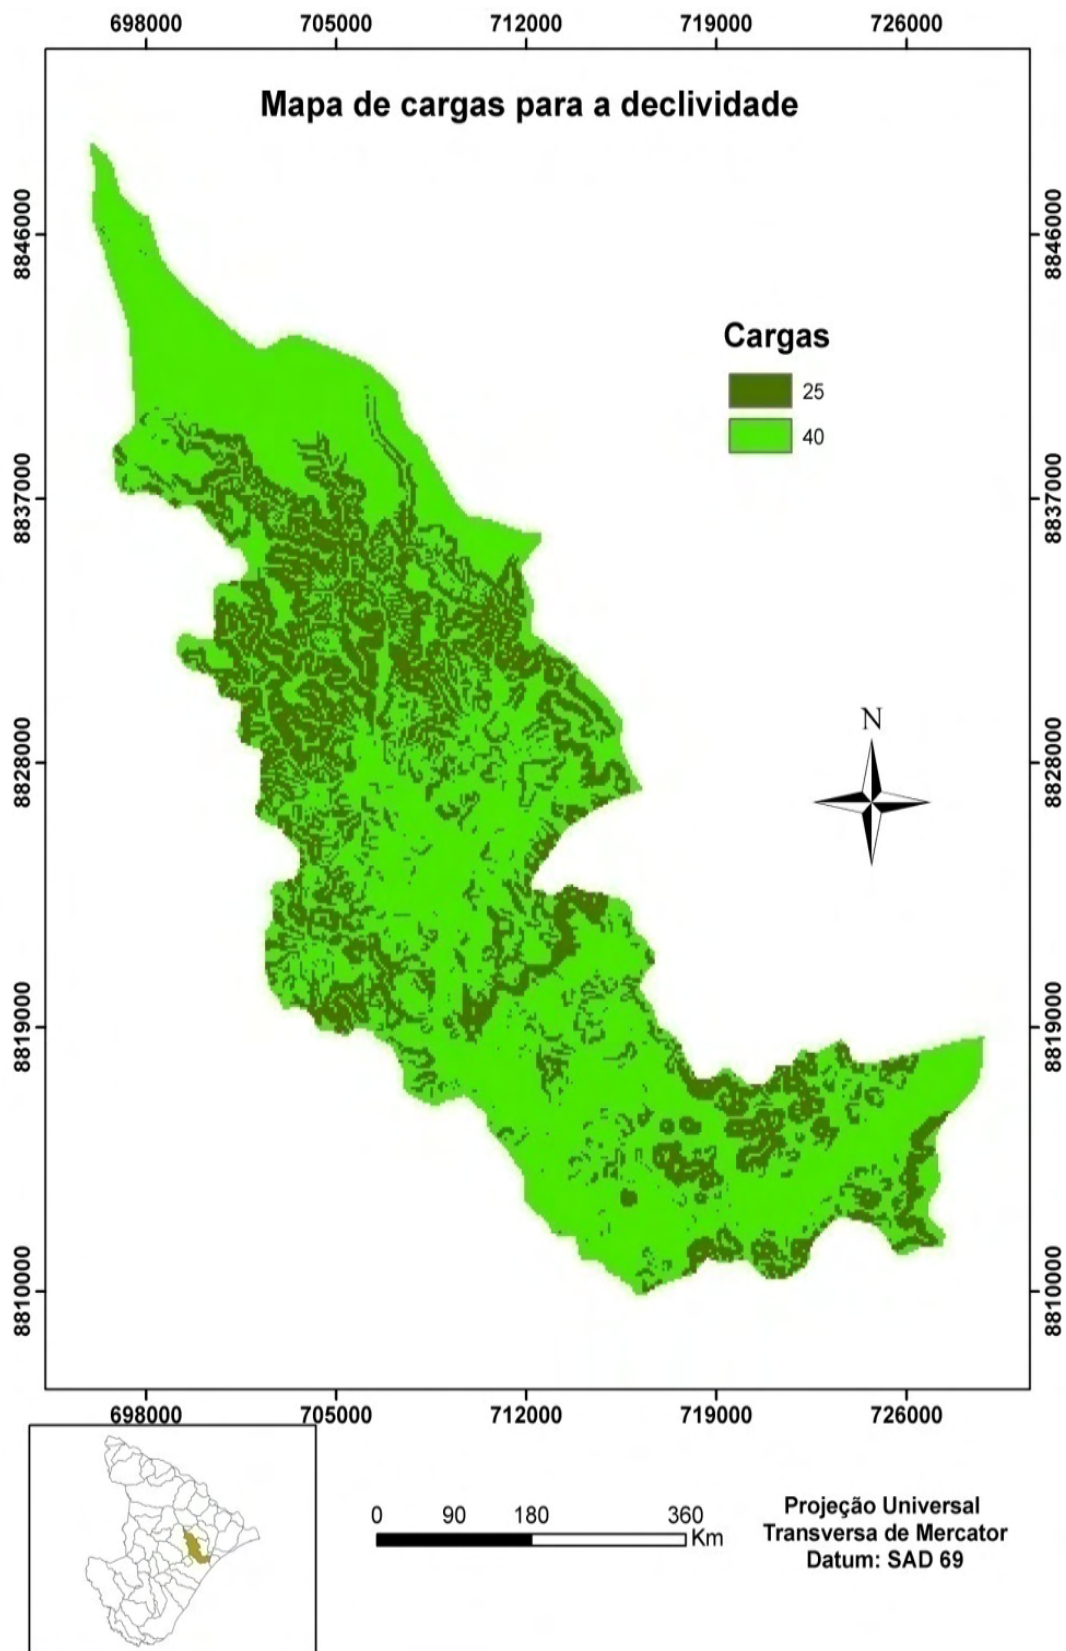 698000 705000 712000 719000 726000
Mapa de cargas para a declividade
8846000 8846000
Cargas
25
40
8837000 8837000
N
8828000 8828000
8819000 8819000
8810000 8810000
698000 705000 712000 719000 726000
0 90 180 360
Km
Projeção Universal
Transversa de Mercator
Datum: SAD 69